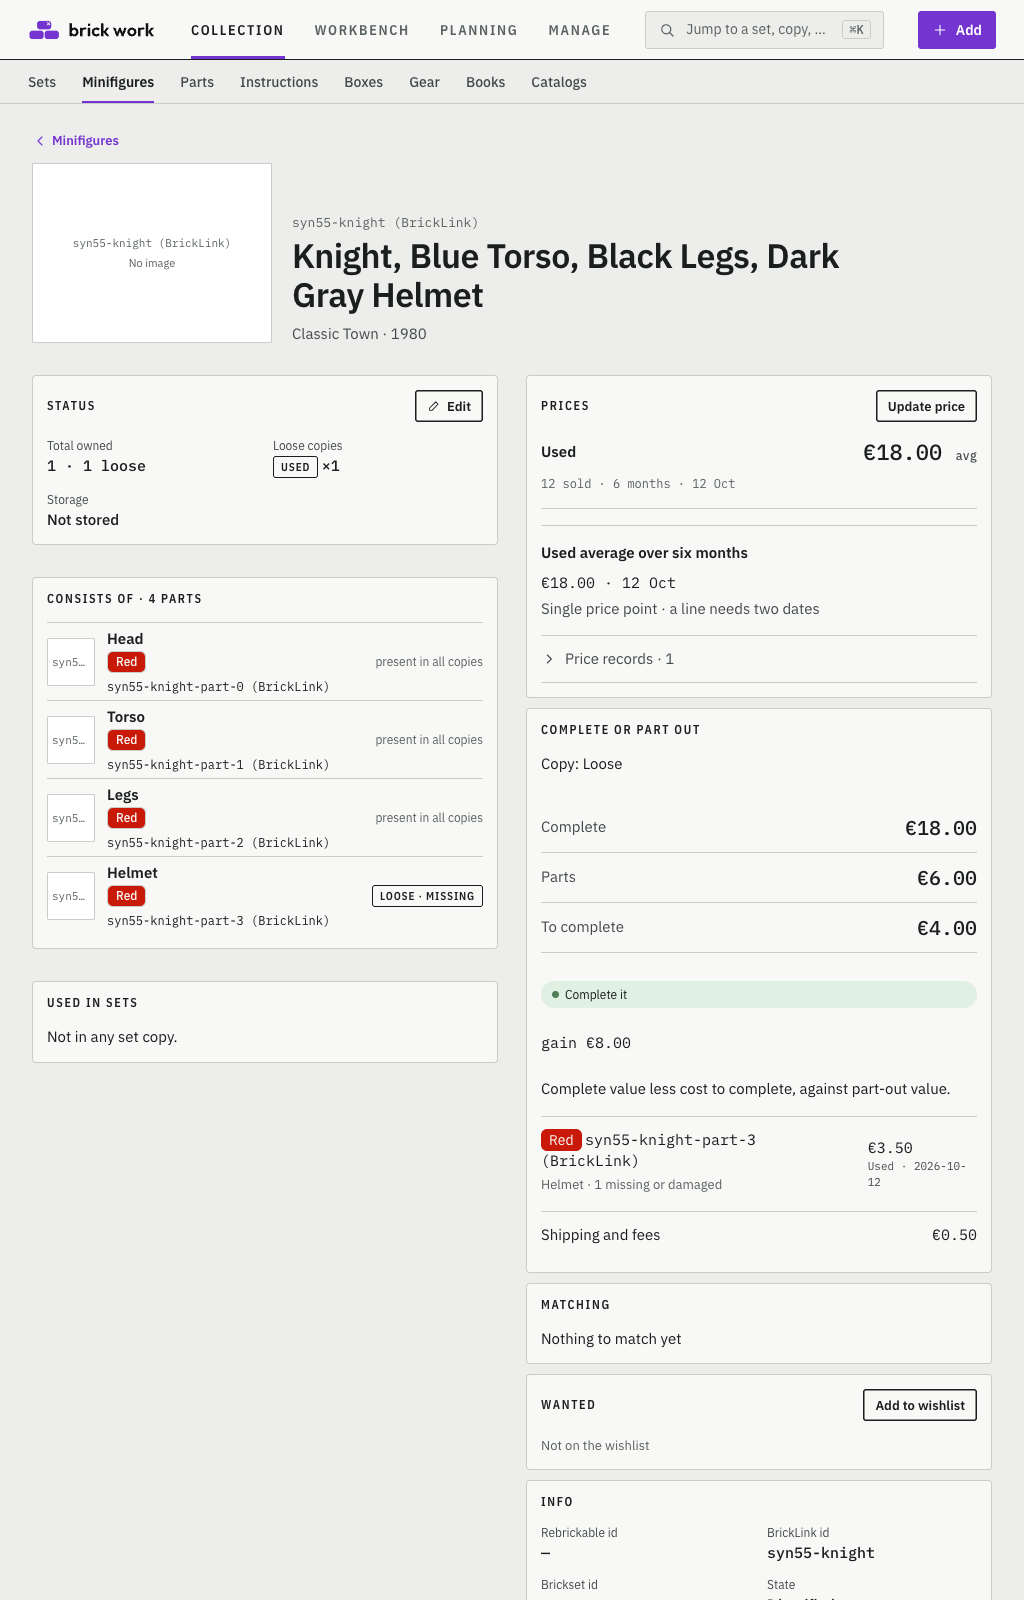 brick work
COLLECTION WORKBENCH PLANNING MANAGE
Jump to a set, copy, ... ⌘K
Add
Sets Minifigures Parts Instructions Boxes Gear Books Catalogs
Minifigures
syn55-knight (BrickLink)
No image
syn55-knight (BrickLink)
Knight, Blue Torso, Black Legs, Dark
Gray Helmet
Classic Town · 1980
STATUS
Edit
Total owned
1 · 1 loose
Loose copies
USED ×1
Storage
Not stored
CONSISTS OF · 4 PARTS
syn5…
Head
Red
syn55-knight-part-0 (BrickLink)
present in all copies
syn5…
Torso
Red
syn55-knight-part-1 (BrickLink)
present in all copies
syn5…
Legs
Red
syn55-knight-part-2 (BrickLink)
present in all copies
syn5…
Helmet
Red
syn55-knight-part-3 (BrickLink)
LOOSE · MISSING
USED IN SETS
Not in any set copy.
PRICES
Update price
Used
€18.00 avg
12 sold · 6 months · 12 Oct
Used average over six months
€18.00 · 12 Oct
Single price point · a line needs two dates
Price records · 1
COMPLETE OR PART OUT
Copy: Loose
Complete €18.00
Parts €6.00
To complete €4.00
Complete it
gain €8.00
Complete value less cost to complete, against part-out value.
Red syn55-knight-part-3
(BrickLink)
Helmet · 1 missing or damaged
€3.50
Used · 2026-10-
12
Shipping and fees €0.50
MATCHING
Nothing to match yet
WANTED
Add to wishlist
Not on the wishlist
INFO
Rebrickable id
—
BrickLink id
syn55-knight
Brickset id
State